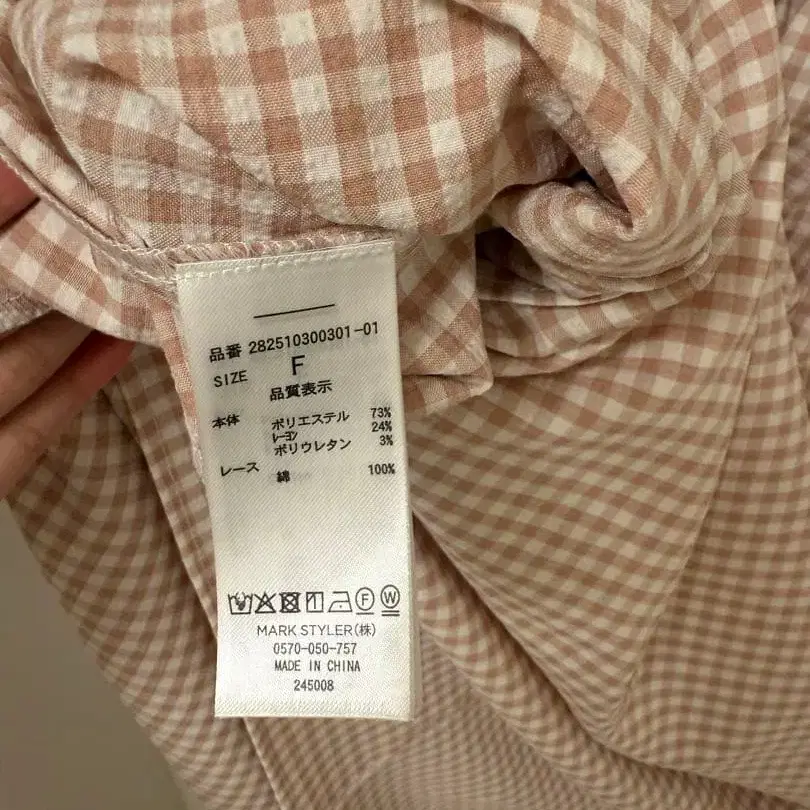 品番 282510300301-01
SIZE F
品質表示
本体 ポリエステル 73%
レーヨン 24%
ポリウレタン 3%
レース 綿 100%
F W
MARK STYLER(株)
0570-050-757
MADE IN CHINA
245008